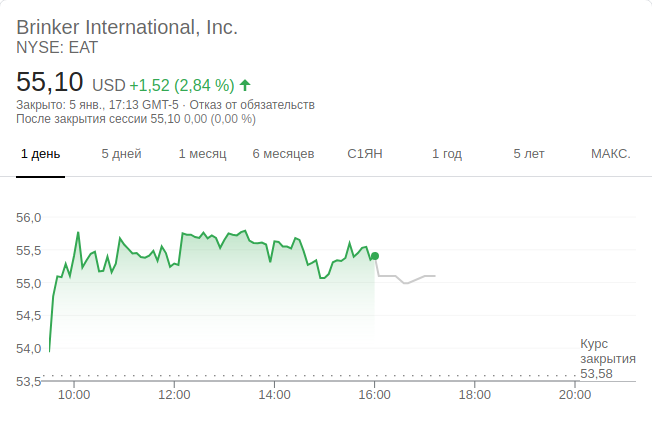 Brinker International, Inc.
NYSE: EAT
55,10 USD +1,52 (2,84 %)
Закрыто: 5 янв., 17:13 GMT-5 · Отказ от обязательств
После закрытия сессии 55,10 0,00 (0,00 %)
1 день 5 дней 1 месяц 6 месяцев С1ЯН 1 год 5 лет МАКС.
56,0
55,5
55,0
54,5
54,0
Курс
закрытия
53,58
53,5
10:00 12:00 14:00 16:00 18:00 20:00